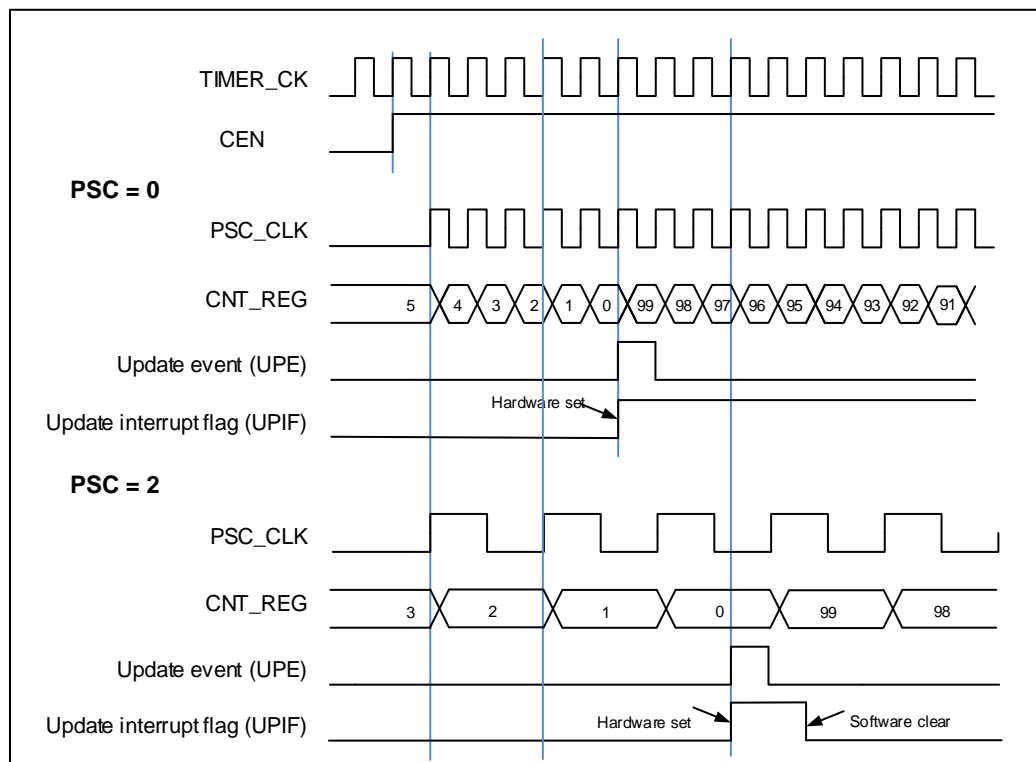 TIMER_CK
CEN
PSC = 0
PSC_CLK
CNT_REG 5 4 3 2 1 0 99 98 97 96 95 94 93 92 91
Update event (UPE)
Hardware set
Update interrupt flag (UPIF)
PSC = 2
PSC_CLK
CNT_REG 3 2 1 0 99 98
Update event (UPE)
Update interrupt flag (UPIF) Hardware set Software clear